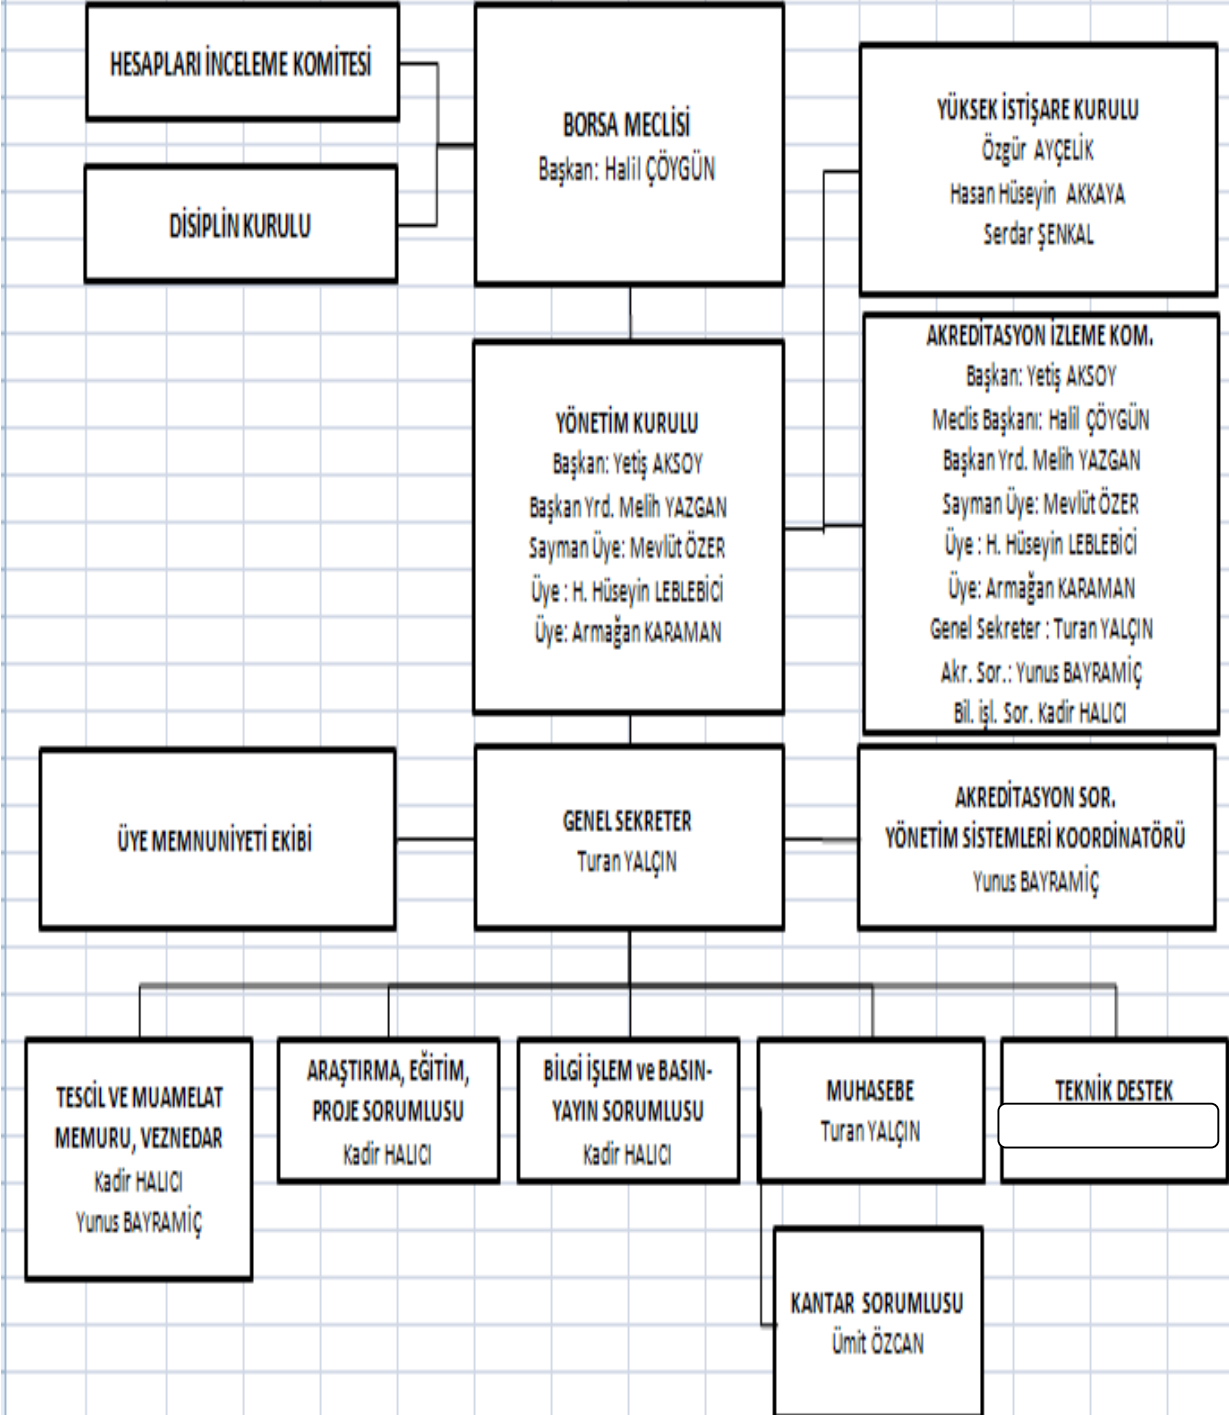 HESAPLARI İNCELEME KOMİTESİ
DİSİPLİN KURULU
BORSA MECLİSİ
Başkan: Halil ÇÖYGÜN
YÜKSEK İSTİŞARE KURULU
Özgür AYÇELİK
Hasan Hüseyin AKKAYA
Serdar ŞENKAL
YÖNETİM KURULU
Başkan: Yetiş AKSOY
Başkan Yrd. Melih YAZGAN
Sayman Üye: Mevlüt ÖZER
Üye : H. Hüseyin LEBLEBİCİ
Üye: Armağan KARAMAN
AKREDİTASYON İZLEME KOM.
Başkan: Yetiş AKSOY
Meclis Başkanı: Halil ÇÖYGÜN
Başkan Yrd. Melih YAZGAN
Sayman Üye: Mevlüt ÖZER
Üye : H. Hüseyin LEBLEBİCİ
Üye: Armağan KARAMAN
Genel Sekreter : Turan YALÇIN
Akr. Sor.: Yunus BAYRAMİÇ
Bil. işl. Sor. Kadir HALICI
ÜYE MEMNUNİYETİ EKİBİ
GENEL SEKRETER
Turan YALÇIN
AKREDİTASYON SOR.
YÖNETİM SİSTEMLERİ KOORDİNATÖRÜ
Yunus BAYRAMİÇ
TESCİL VE MUAMELAT
MEMURU, VEZNEDAR
Kadir HALICI
Yunus BAYRAMİÇ
ARAŞTIRMA, EĞİTİM,
PROJE SORUMLUSU
Kadir HALICI
BİLGİ İŞLEM ve BASIN-
YAYIN SORUMLUSU
Kadir HALICI
MUHASEBE
Turan YALÇIN
TEKNİK DESTEK
KANTAR SORUMLUSU
Ümit ÖZCAN